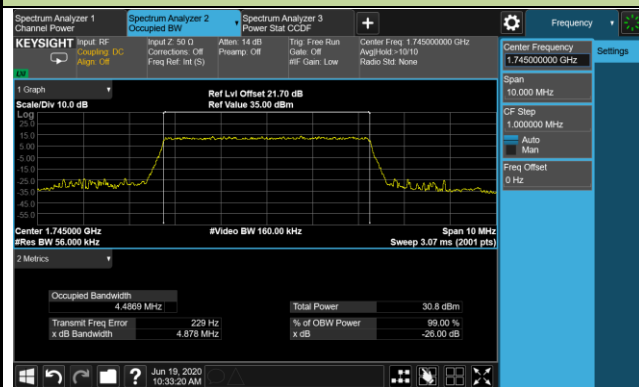 Spectrum Analyzer 1
Channel Power
Spectrum Analyzer 2
Occupied BW
Spectrum Analyzer 3
Power Stat CCDF
+
Frequency
KEYSIGHT
Input: RF
Coupling: DC
Align: Off
Input Z: 50 Ω
Corrections: Off
Freq Ref: Int (S)
Atten: 14 dB
Preamp: Off
Trig: Free Run
Gate: Off
#IF Gain: Low
Center Freq: 1.745000000 GHz
Avg|Hold:>10/10
Radio Std: None
LXI
Center Frequency
1.745000000 GHz
Settings
Span
10.000 MHz
CF Step
1.000000 MHz
Auto
Man
Freq Offset
0 Hz
1 Graph
Ref Lvl Offset 21.70 dB
Scale/Div 10.0 dB
Ref Value 35.00 dBm
Log
25.0
15.0
5.00
-5.00
-15.0
-25.0
-35.0
-45.0
-55.0
Center 1.745000 GHz
#Video BW 160.00 kHz
Span 10 MHz
#Res BW 56.000 kHz
Sweep 3.07 ms (2001 pts)
2 Metrics
Occupied Bandwidth
4.4869 MHz
Total Power
30.8 dBm
Transmit Freq Error
229 Hz
% of OBW Power
99.00 %
x dB Bandwidth
4.878 MHz
x dB
-26.00 dB
?
Jun 19, 2020
10:33:20 AM